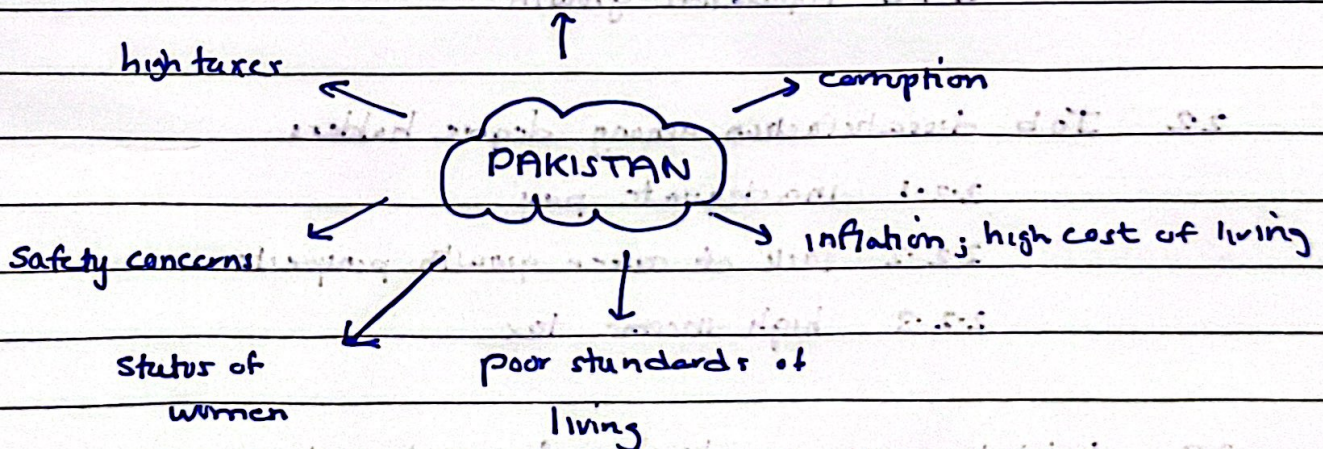 high taxes
corruption
PAKISTAN
Safety concerns
inflation; high cost of living
status of
women
poor standards of
living